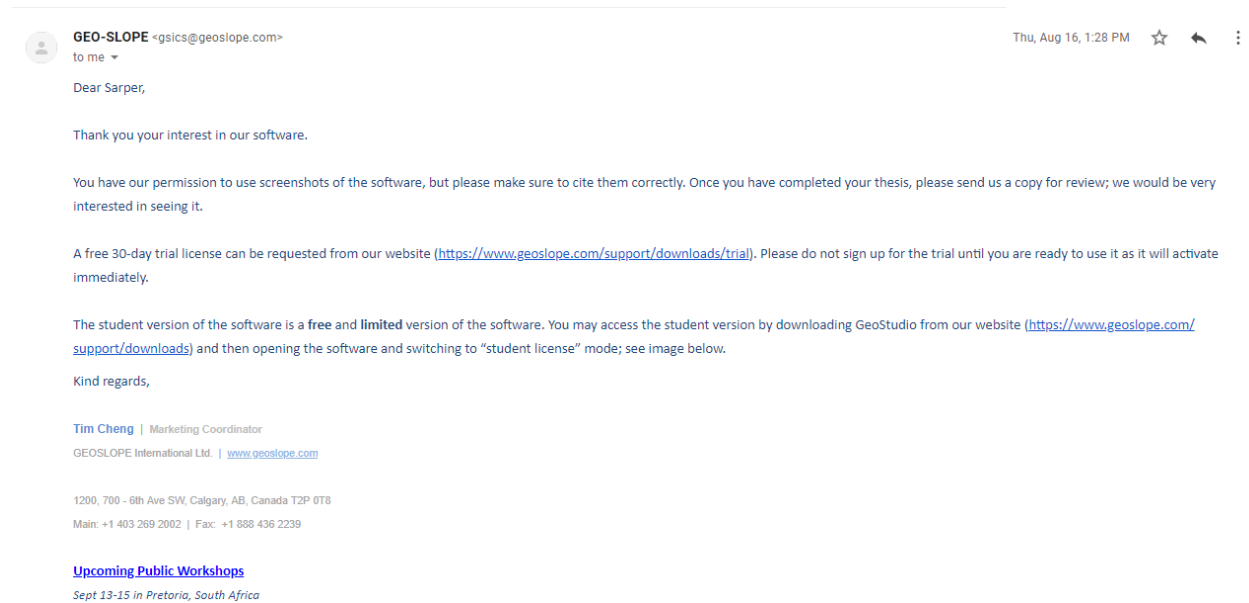 GEO-SLOPE <gsics@geoslope.com>
Thu, Aug 16, 1:28 PM
to me
Dear Sarper,
Thank you your interest in our software.
You have our permission to use screenshots of the software, but please make sure to cite them correctly. Once you have completed your thesis, please send us a copy for review; we would be very
interested in seeing it.
A free 30-day trial license can be requested from our website (https://www.geoslope.com/support/downloads/trial). Please do not sign up for the trial until you are ready to use it as it will activate
immediately.
The student version of the software is a free and limited version of the software. You may access the student version by downloading GeoStudio from our website (https://www.geoslope.com/
support/downloads) and then opening the software and switching to “student license” mode; see image below.
Kind regards,
Tim Cheng | Marketing Coordinator
GEOSLOPE International Ltd. | www.geoslope.com
1200, 700 - 6th Ave SW, Calgary, AB, Canada T2P 0T8
Main: +1 403 269 2002 | Fax: +1 888 436 2239
Upcoming Public Workshops
Sept 13-15 in Pretoria, South Africa